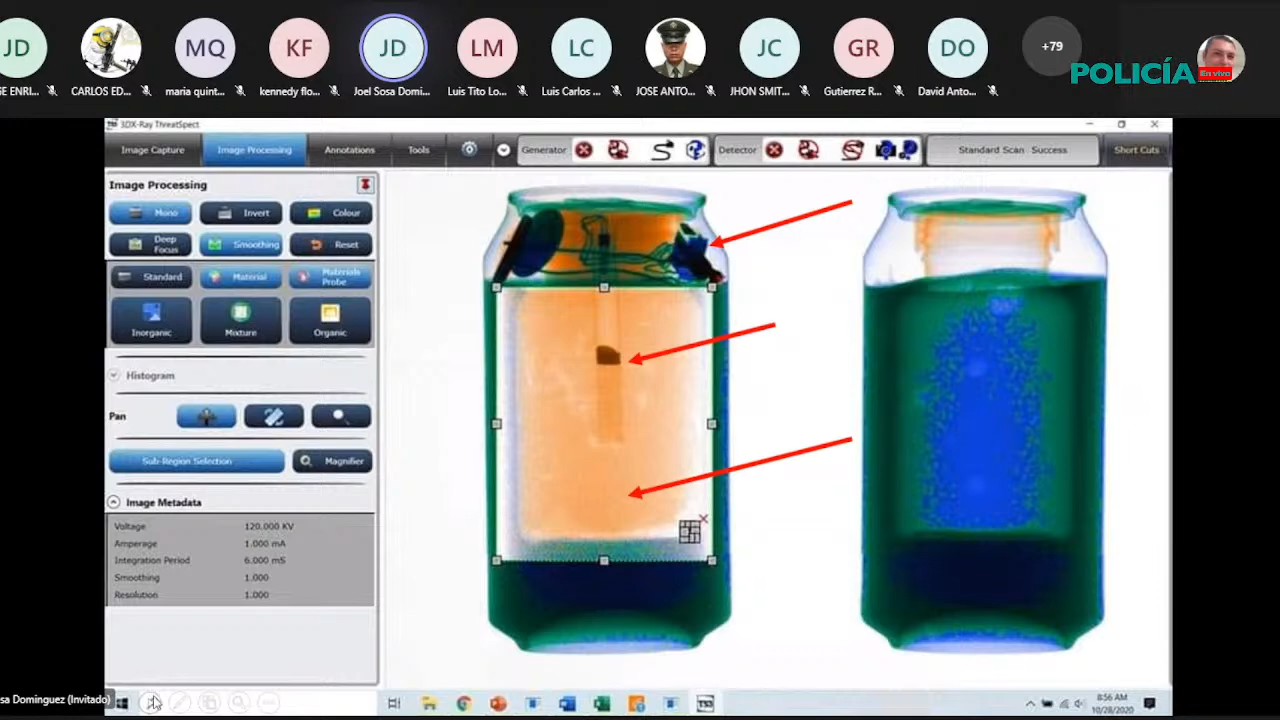 JD MQ KF JD LM LC JC GR DO +79
POLICÍA En vivo
SE ENRI... CARLOS ED... maria quint... kennedy flo... Joel Sosa Domi... Luis Tito Lo... Luis Carlos ... JOSE ANTO... JHON SMIT... Gutierrez R... David Anto...
3DX-Ray ThreatSpect
Image Capture Image Processing Annotations Tools Generator Detector Standard Scan Success Short Cuts
Image Processing
Mono Invert Colour
Deep Focus Smoothing Reset
Standard Material Materials Probe
Inorganic Mixture Organic
Histogram
Pan
Sub-Region Selection Magnifier
Image Metadata
Voltage 120.000 KV
Amperage 1.000 mA
Integration Period 6.000 mS
Smoothing 1.000
Resolution 1.000
sa Dominguez (Invitado)
8:56 AM
10/28/2020